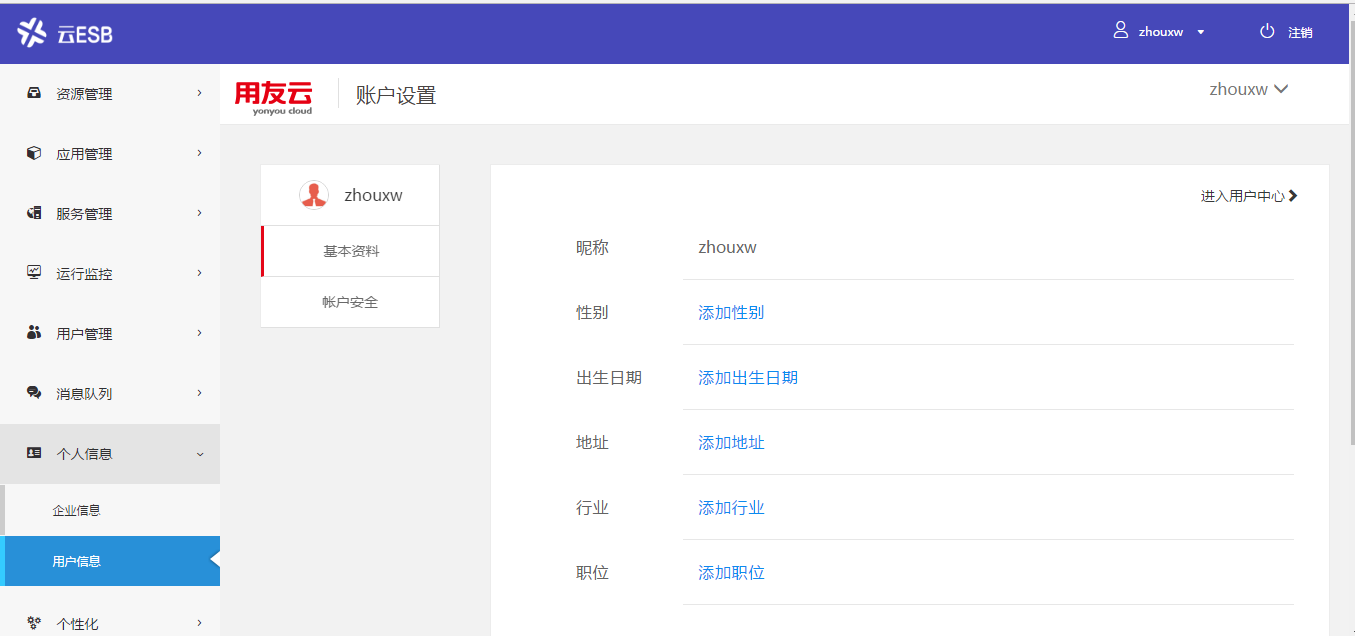 云ESB
zhouxw
注销
资源管理
应用管理
服务管理
运行监控
用户管理
消息队列
个人信息
企业信息
用户信息
个性化
用友云
yonyou cloud
账户设置
zhouxw
zhouxw
基本资料
帐户安全
进入用户中心
昵称 zhouxw
性别 添加性别
出生日期 添加出生日期
地址 添加地址
行业 添加行业
职位 添加职位